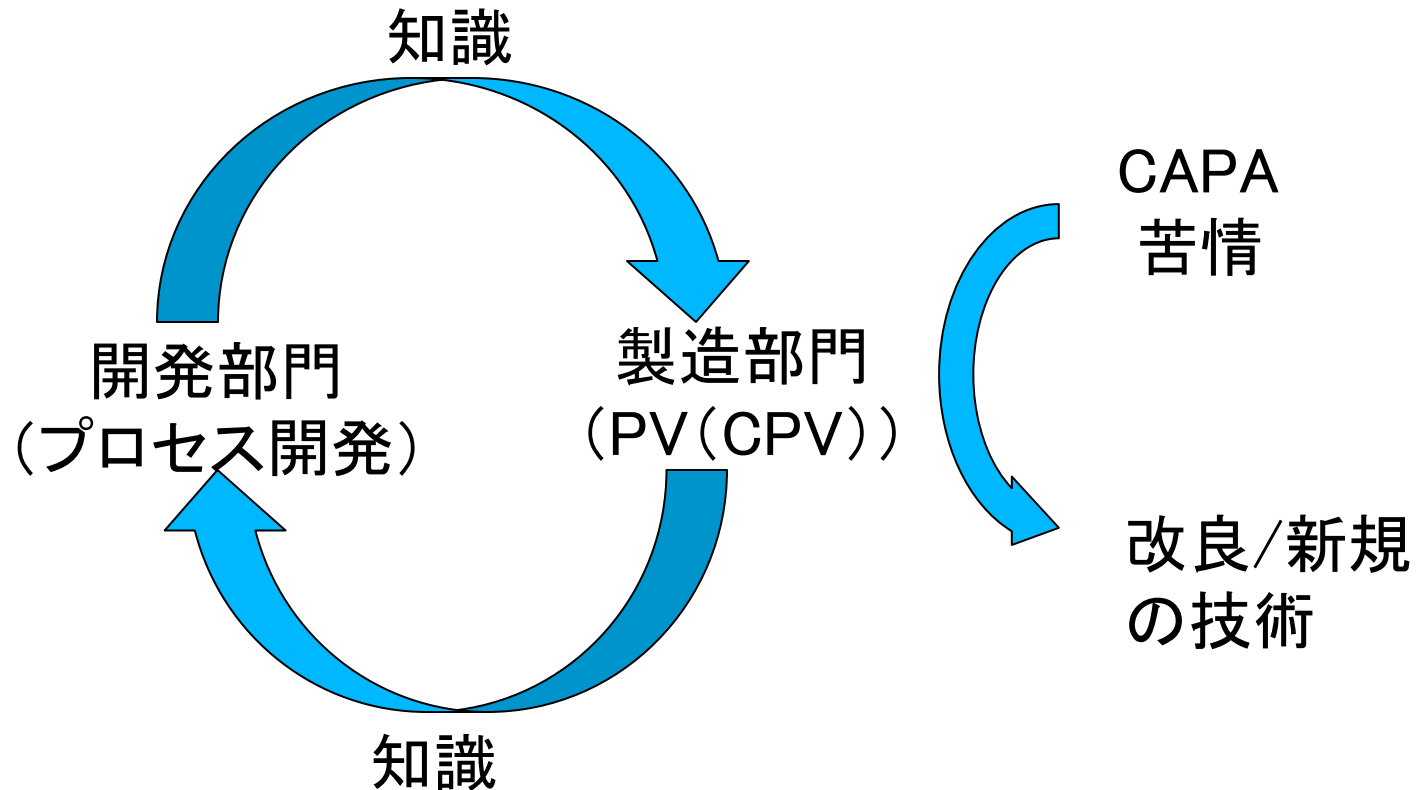 知識
CAPA
苦情
開発部門
（プロセス開発）
製造部門
（PV（CPV））
改良/新規
の技術
知識